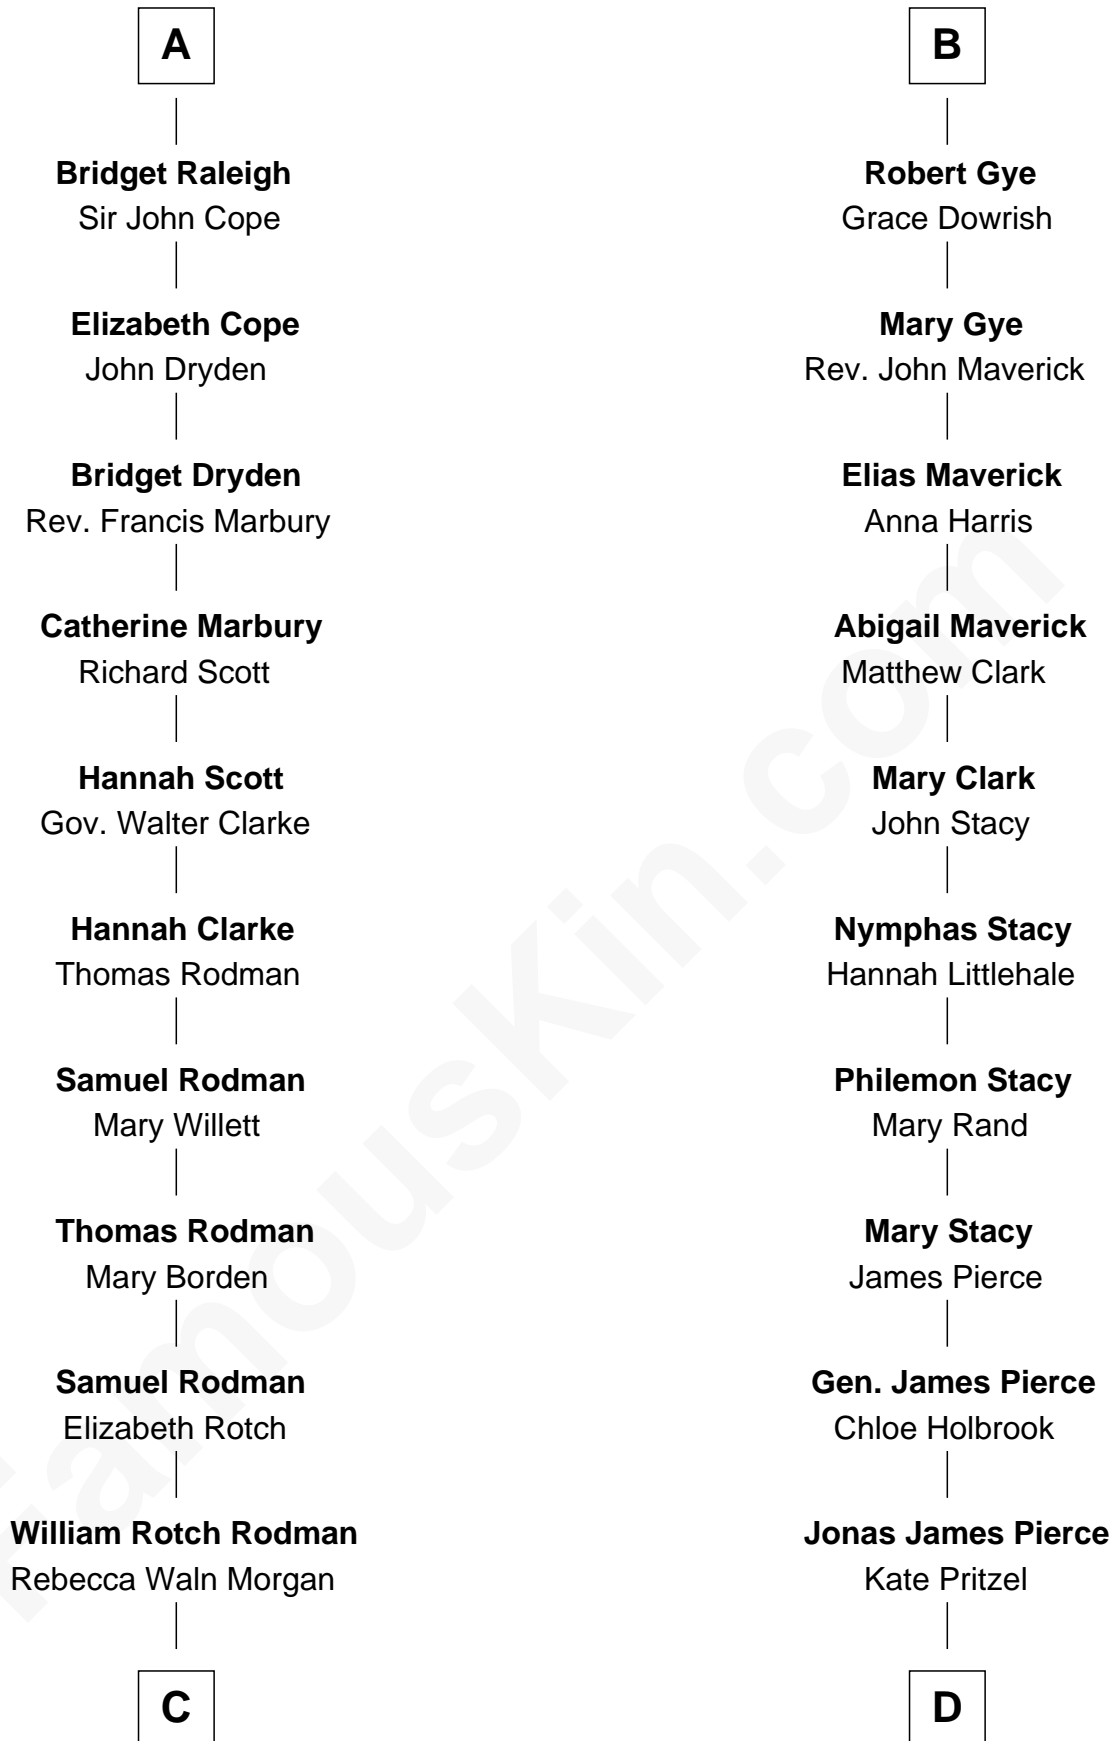 A
Bridget Raleigh
Sir John Cope
Elizabeth Cope
John Dryden
Bridget Dryden
Rev. Francis Marbury
Catherine Marbury
Richard Scott
Hannah Scott
Gov. Walter Clarke
Hannah Clarke
Thomas Rodman
Samuel Rodman
Mary Willett
Thomas Rodman
Mary Borden
Samuel Rodman
Elizabeth Rotch
William Rotch Rodman
Rebecca Waln Morgan
C
B
Robert Gye
Grace Dowrish
Mary Gye
Rev. John Maverick
Elias Maverick
Anna Harris
Abigail Maverick
Matthew Clark
Mary Clark
John Stacy
Nymphas Stacy
Hannah Littlehale
Philemon Stacy
Mary Rand
Mary Stacy
James Pierce
Gen. James Pierce
Chloe Holbrook
Jonas James Pierce
Kate Pritzel
D
FamousKin.com